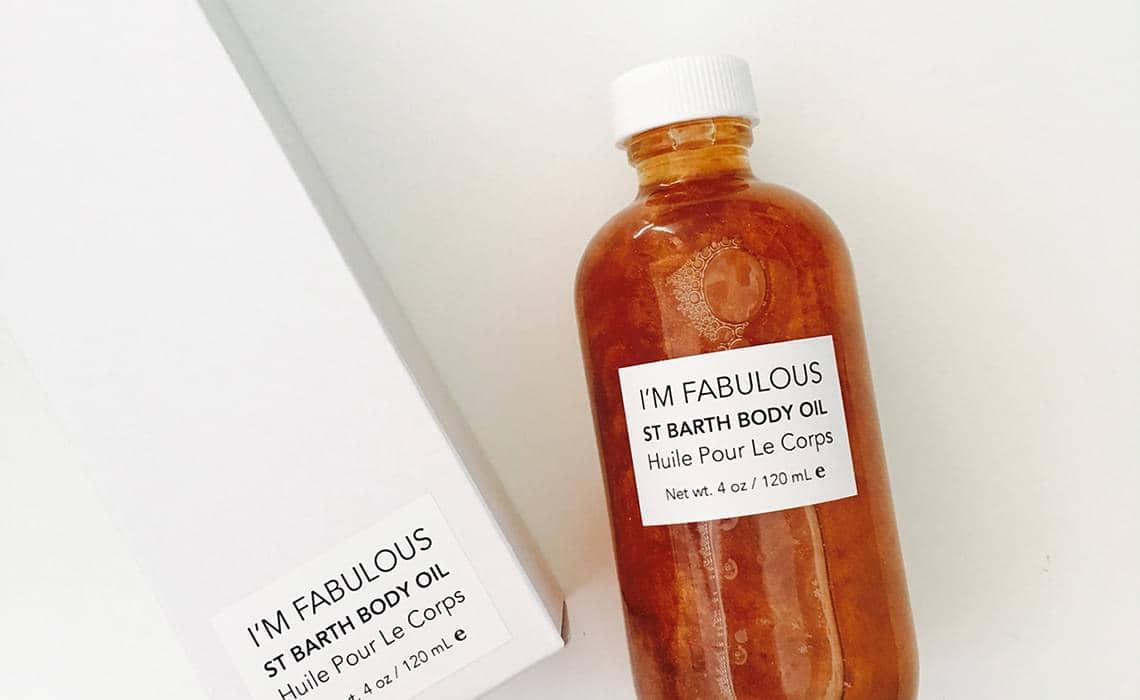 I'M FABULOUS
ST BARTH BODY OIL
Huile Pour Le Corps
Net wt. 4 oz / 120 mL e
I'M FABULOUS
ST BARTH BODY OIL
Huile Pour Le Corps
4 oz / 120 mL e